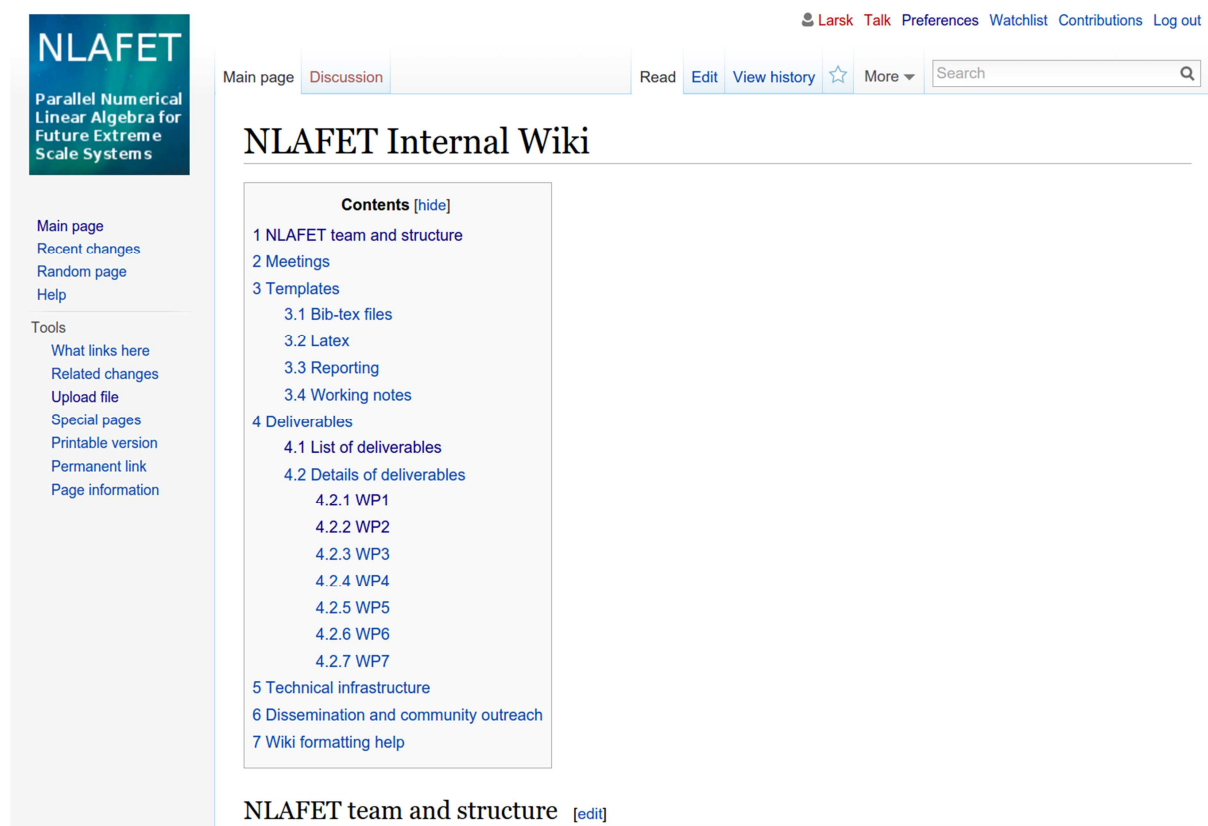 NLAFET
Parallel Numerical
Linear Algebra for
Future Extreme
Scale Systems
Larsk Talk Preferences Watchlist Contributions Log out
Main page Discussion Read Edit View history More Search
Main page
Recent changes
Random page
Help
Tools
What links here
Related changes
Upload file
Special pages
Printable version
Permanent link
Page information
NLAFET Internal Wiki
Contents [hide]
1 NLAFET team and structure
2 Meetings
3 Templates
3.1 Bib-tex files
3.2 Latex
3.3 Reporting
3.4 Working notes
4 Deliverables
4.1 List of deliverables
4.2 Details of deliverables
4.2.1 WP1
4.2.2 WP2
4.2.3 WP3
4.2.4 WP4
4.2.5 WP5
4.2.6 WP6
4.2.7 WP7
5 Technical infrastructure
6 Dissemination and community outreach
7 Wiki formatting help
NLAFET team and structure [edit]